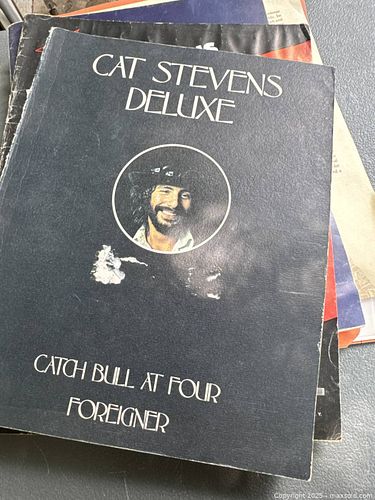 CAT STEVENS
DELUXE
CATCH BULL AT FOUR
FOREIGNER
Copyright 2025 - maxsold.com